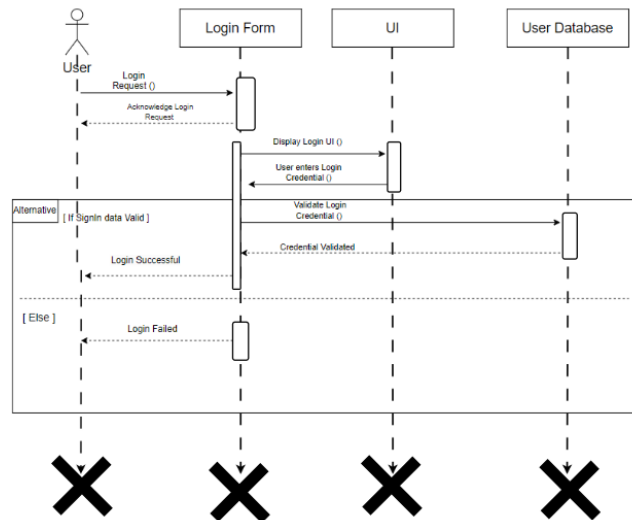 Login Form
UI
User Database
User
Login
Request ()
Acknowledge Login
Request
Display Login UI ()
User enters Login
Credential ()
Alternative
[ If SignIn data Valid ]
Validate Login
Credential ()
Credential Validated
Login Successful
[ Else ]
Login Failed